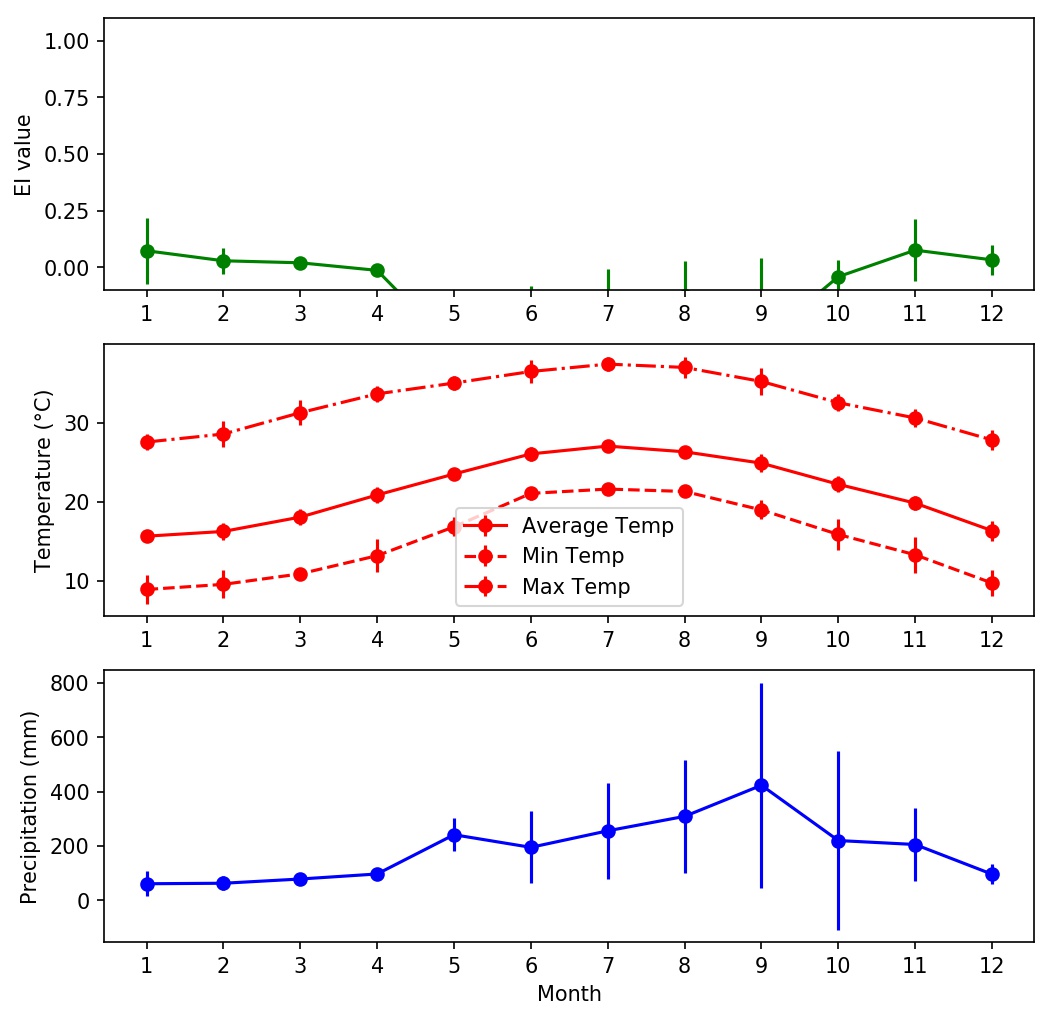 EI value
1.00
0.75
0.50
0.25
0.00
1 2 3 4 5 6 7 8 9 10 11 12
Temperature (°C)
30
20
10
Average Temp
Min Temp
Max Temp
1 2 3 4 5 6 7 8 9 10 11 12
Precipitation (mm)
800
600
400
200
0
1 2 3 4 5 6 7 8 9 10 11 12
Month